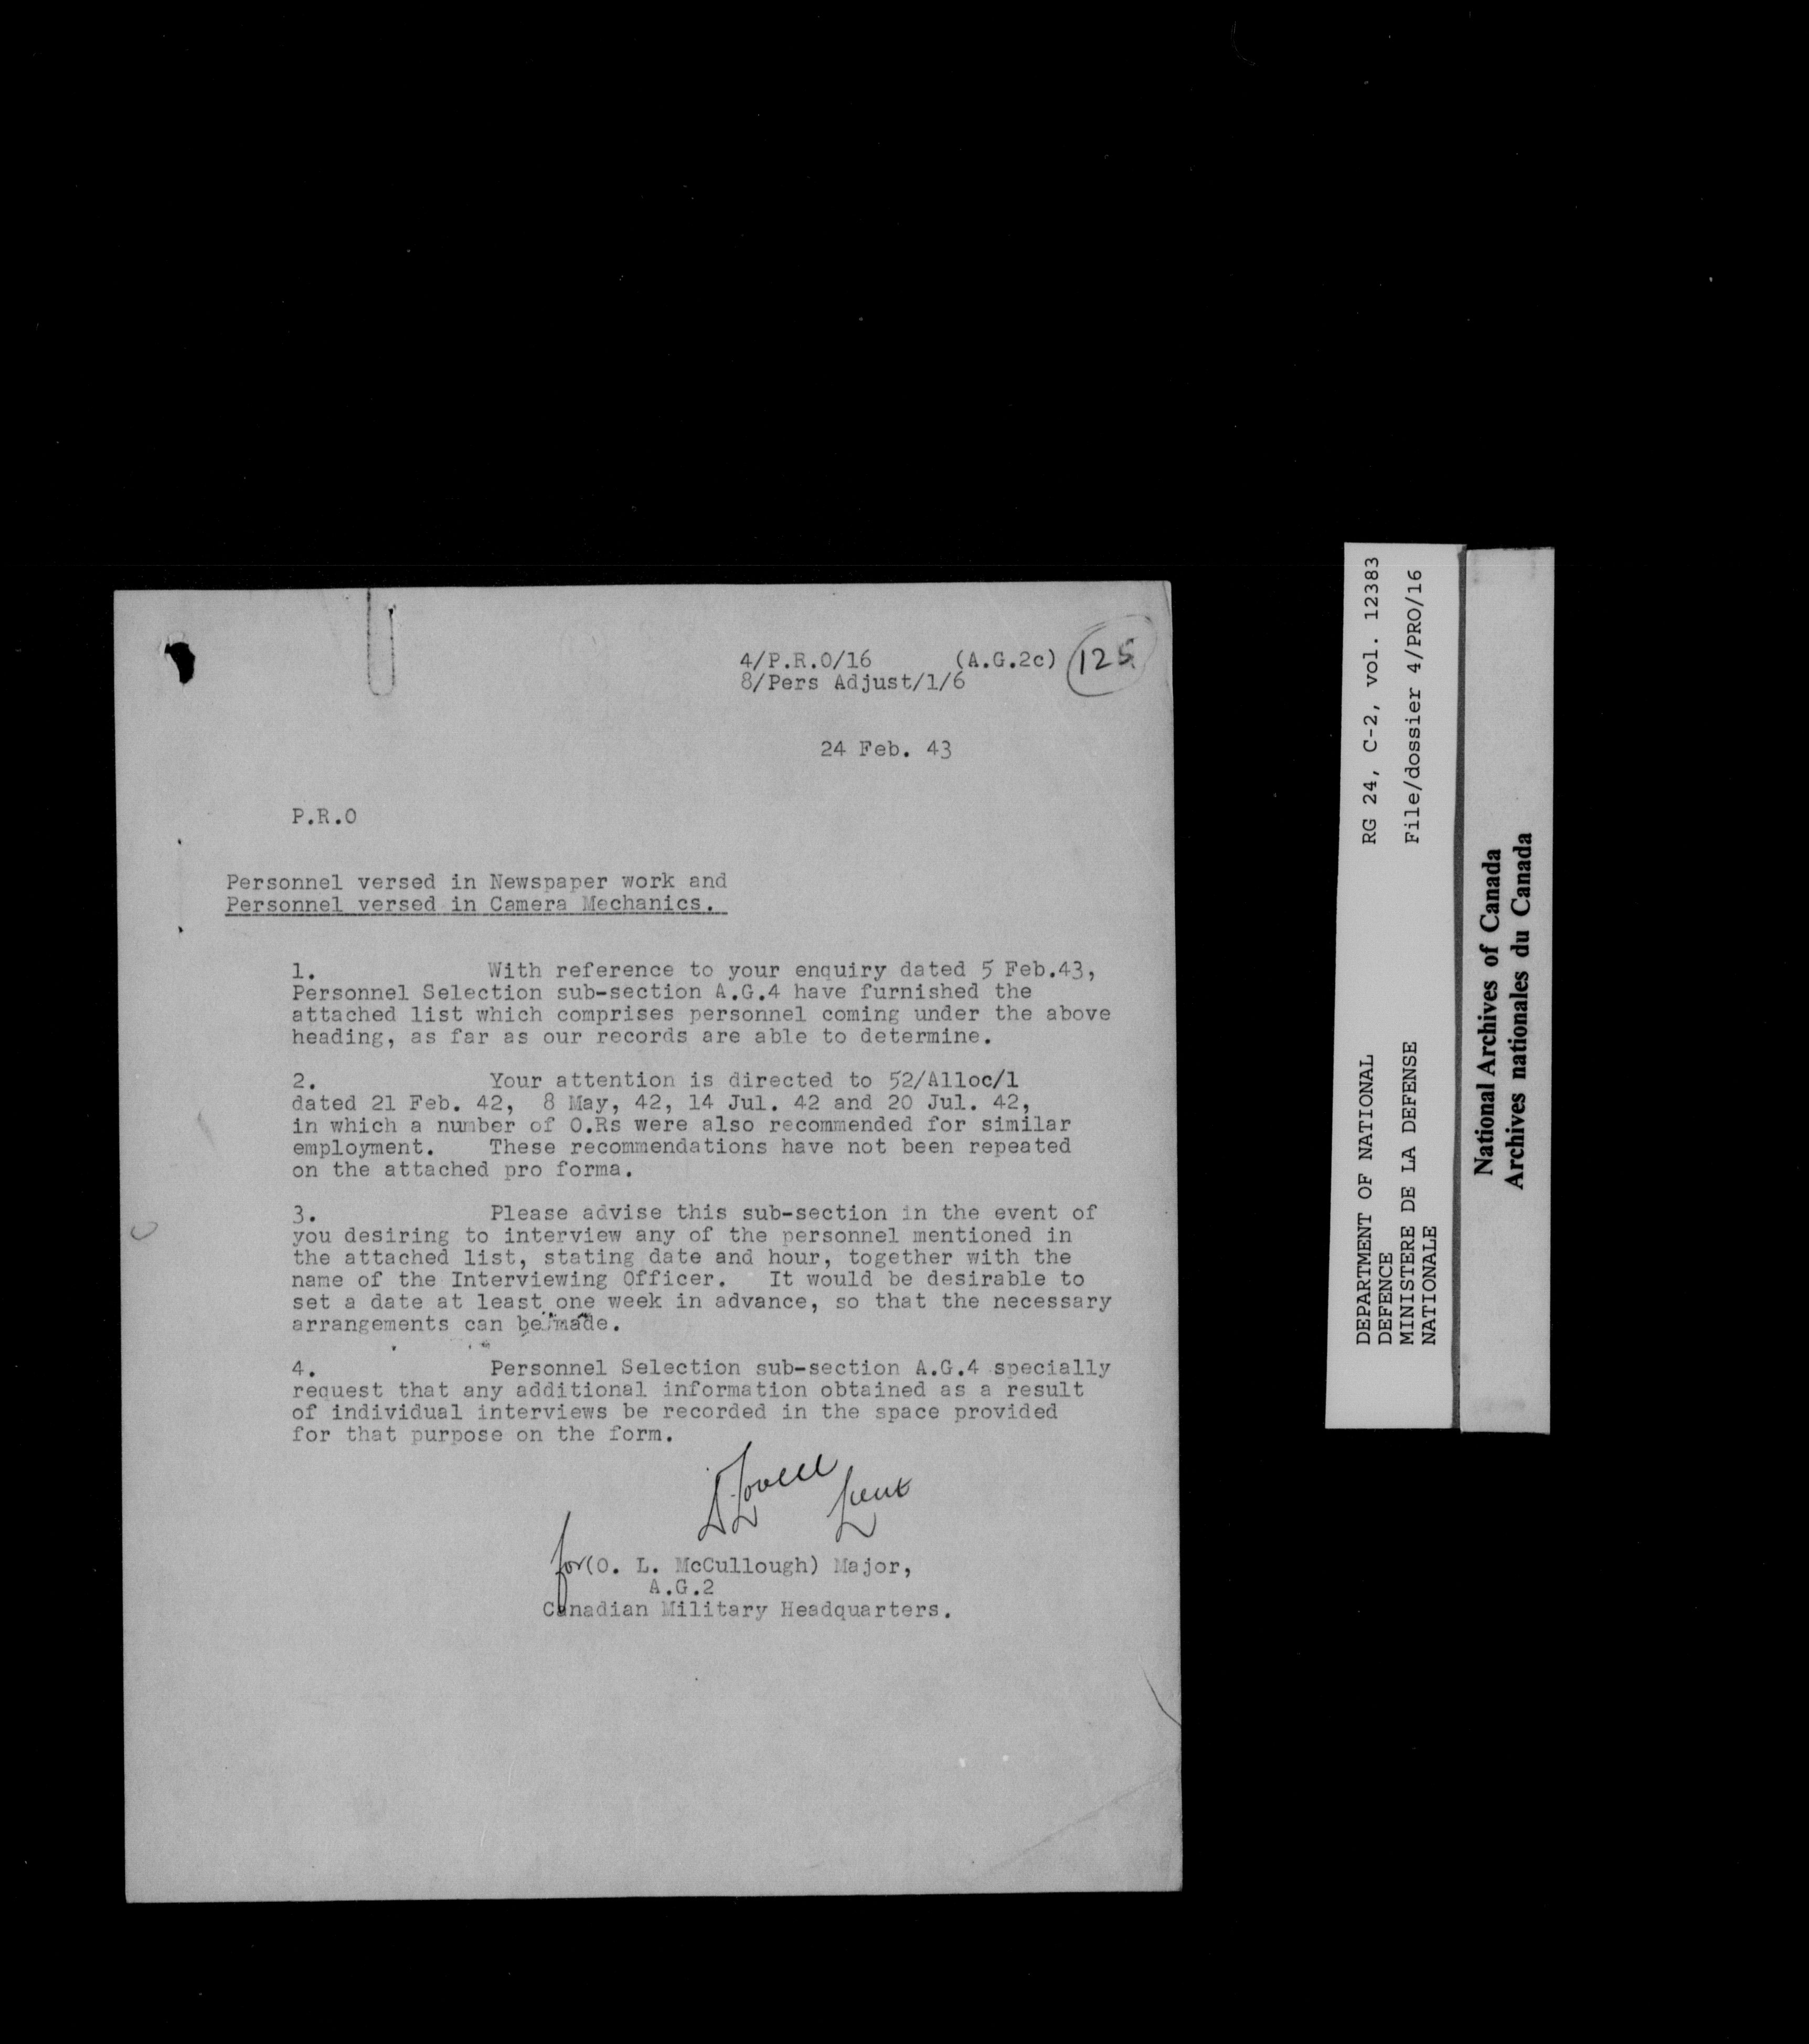 4/P.R.O/16 (A.G.2c) 125
8/Pers Adjust/1/6
24 Feb. 43
P.R.O
Personnel versed in Newspaper work and
Personnel versed in Camera Mechanics.
1. With reference to your enquiry dated 5 Feb.43,
Personnel Selection sub-section A.G.4 have furnished the
attached list which comprises personnel coming under the above
heading, as far as our records are able to determine.
2. Your attention is directed to 52/Alloc/1
dated 21 Feb. 42, 8 May, 42, 14 Jul. 42 and 20 Jul. 42,
in which a number of O.Rs were also recommended for similar
employment. These recommendations have not been repeated
on the attached pro forma.
3. Please advise this sub-section in the event of
you desiring to interview any of the personnel mentioned in
the attached list, stating date and hour, together with the
name of the Interviewing Officer. It would be desirable to
set a date at least one week in advance, so that the necessary
arrangements can be made.
4. Personnel Selection sub-section A.G.4 specially
request that any additional information obtained as a result
of individual interviews be recorded in the space provided
for that purpose on the form.
Lieut
for (O. L. McCullough) Major,
A.G.2
Canadian Military Headquarters.
DEPARTMENT OF NATIONAL RG 24, C-2, vol. 12383
DEFENCE
MINISTERE DE LA DEFENSE File/dossier 4/PRO/16
NATIONALE
National Archives of Canada
Archives nationales du Canada